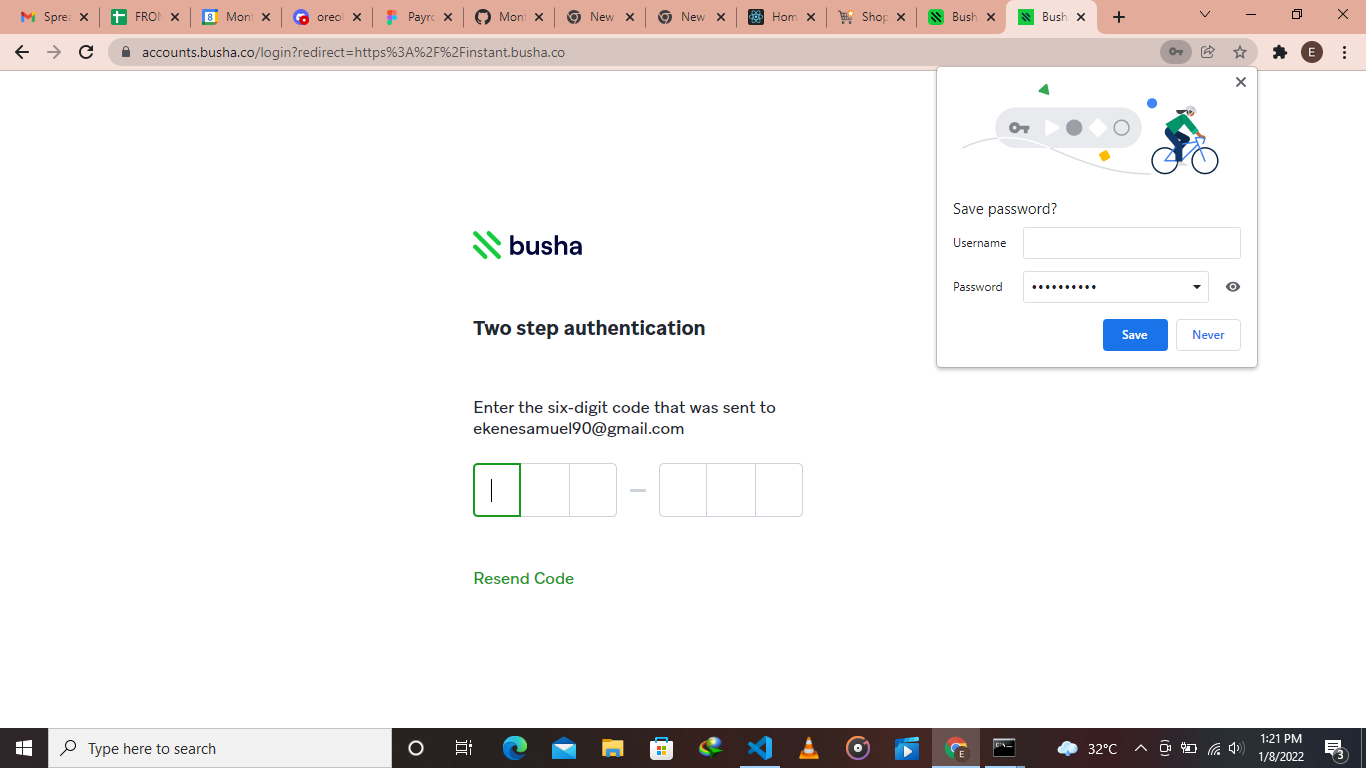 Sprea
FRON
8
Mont
oreol
Payro
Mont
New
New
Hom
Shop
Bush
Bush
accounts.busha.co/login?redirect=https%3A%2F%2Finstant.busha.co
E
Save password?
Username
Password ••••••••••
Save Never
busha
Two step authentication
Enter the six-digit code that was sent to
ekenesamuel90@gmail.com
Resend Code
Type here to search
E
32°C
1:21 PM
1/8/2022
3